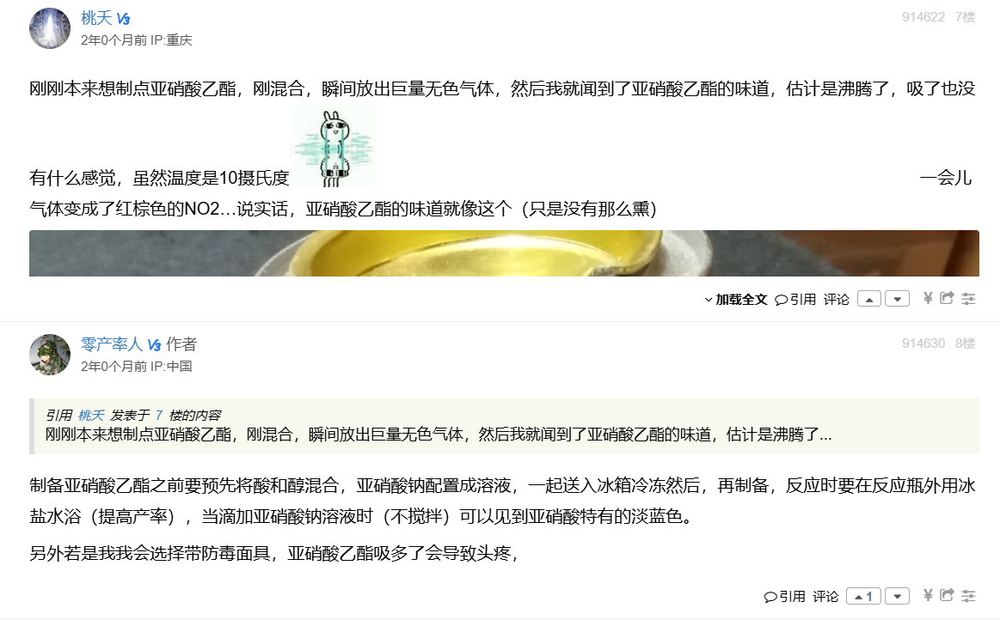 桃夭 V3
914622 7楼
2年0个月前 IP:重庆
刚刚本来想制点亚硝酸乙酯，刚混合，瞬间放出巨量无色气体，然后我就闻到了亚硝酸乙酯的味道，估计是沸腾了，吸了也没
有什么感觉，虽然温度是10摄氏度 一会儿
气体变成了红棕色的NO2…说实话，亚硝酸乙酯的味道就像这个（只是没有那么熏）
加载全文 引用 评论
零产率人 V3 作者
914630 8楼
2年0个月前 IP:中国
引用 桃夭 发表于 7 楼的内容
刚刚本来想制点亚硝酸乙酯，刚混合，瞬间放出巨量无色气体，然后我就闻到了亚硝酸乙酯的味道，估计是沸腾了...
制备亚硝酸乙酯之前要预先将酸和醇混合，亚硝酸钠配置成溶液，一起送入冰箱冷冻然后，再制备，反应时要在反应瓶外用冰
盐水浴（提高产率），当滴加亚硝酸钠溶液时（不搅拌）可以见到亚硝酸特有的淡蓝色。
另外若是我我会选择带防毒面具，亚硝酸乙酯吸多了会导致头疼，
引用 评论 1